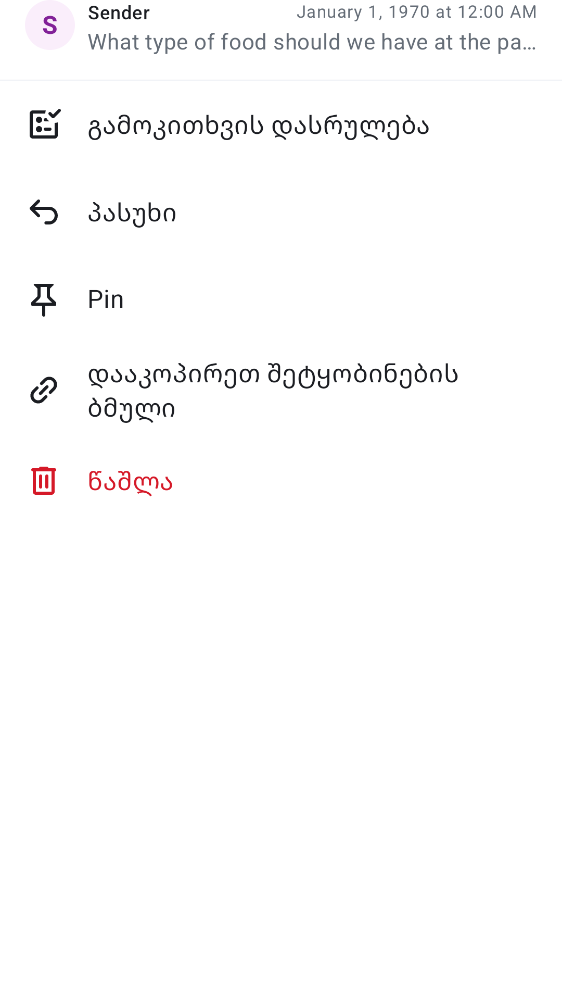 S
Sender
January 1, 1970 at 12:00 AM
What type of food should we have at the pa…
გამოკითხვის დასრულება
პასუხი
Pin
დააკოპირეთ შეტყობინების
ბმული
წაშლა